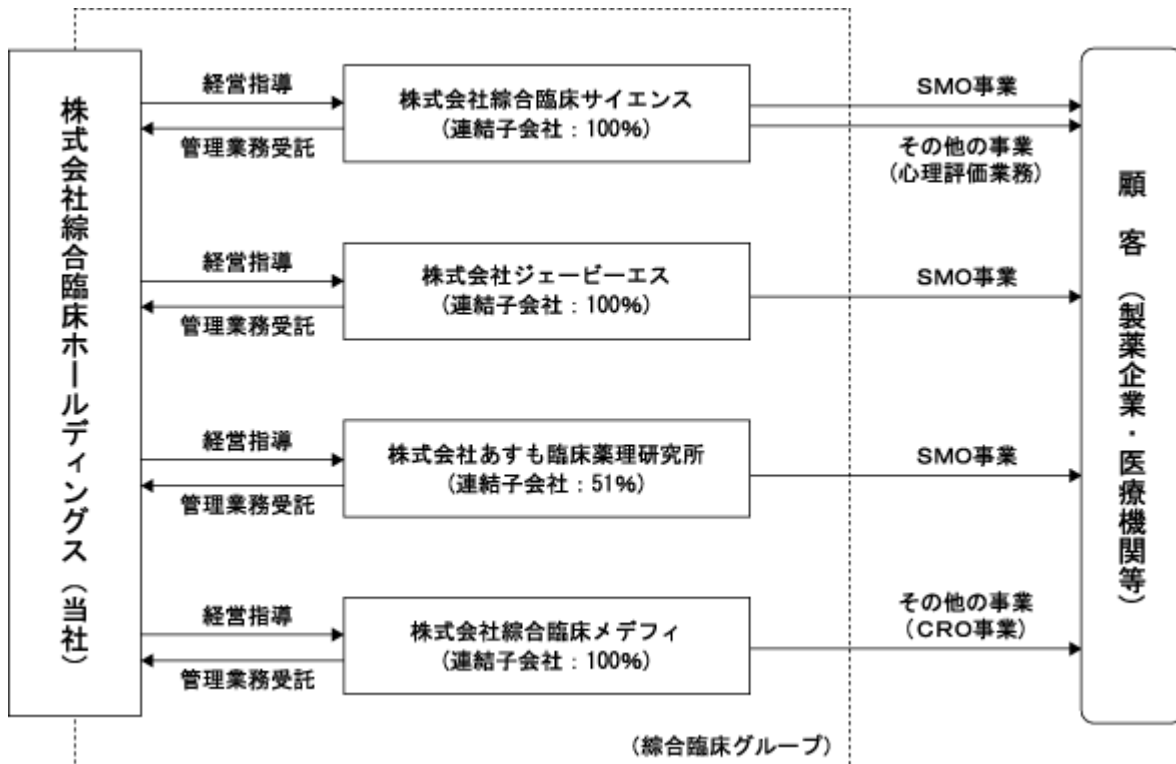 株式会社綜合臨床ホールディングス（当社）
経営指導
管理業務受託
株式会社綜合臨床サイエンス
（連結子会社：100%）
SMO事業
その他の事業
（心理評価業務）
経営指導
管理業務受託
株式会社ジェービーエス
（連結子会社：100%）
SMO事業
経営指導
管理業務受託
株式会社あすも臨床薬理研究所
（連結子会社：51%）
SMO事業
経営指導
管理業務受託
株式会社綜合臨床メデフィ
（連結子会社：100%）
その他の事業
（CRO事業）
顧客（製薬企業・医療機関等）
（綜合臨床グループ）